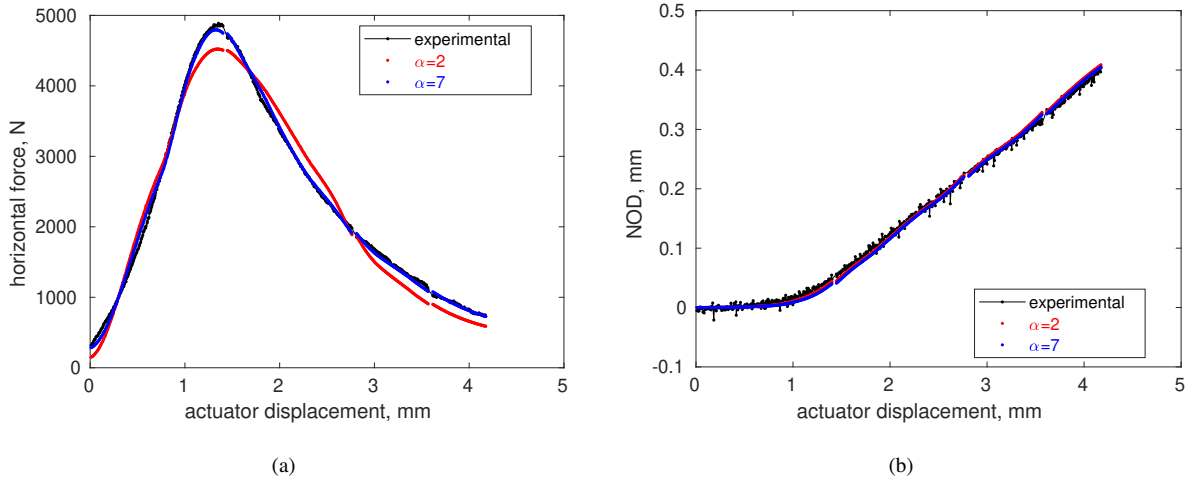 5000
4000
3000
2000
1000
0
horizontal force, N
experimental
α=2
α=7
0 1 2 3 4 5
actuator displacement, mm
(a)
0.5
0.4
0.3
0.2
0.1
0
-0.1
NOD, mm
experimental
α=2
α=7
0 1 2 3 4 5
actuator displacement, mm
(b)